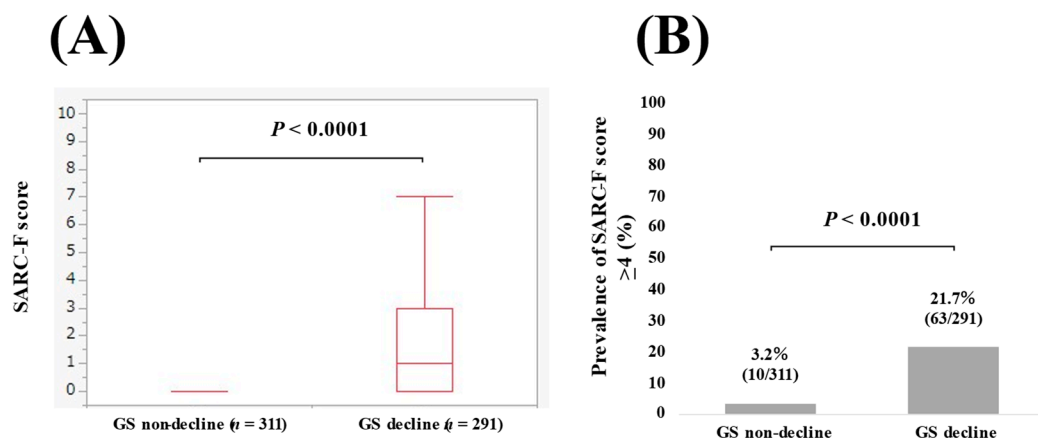 (A)
SARC-F score
10
9
8
7
6
5
4
3
2
1
0
P < 0.0001
GS non-decline (n = 311)
GS decline (n = 291)
(B)
Prevalence of SARC-F score
≥4 (%)
100
90
80
70
60
50
40
30
20
10
0
P < 0.0001
3.2%
(10/311)
21.7%
(63/291)
GS non-decline
GS decline